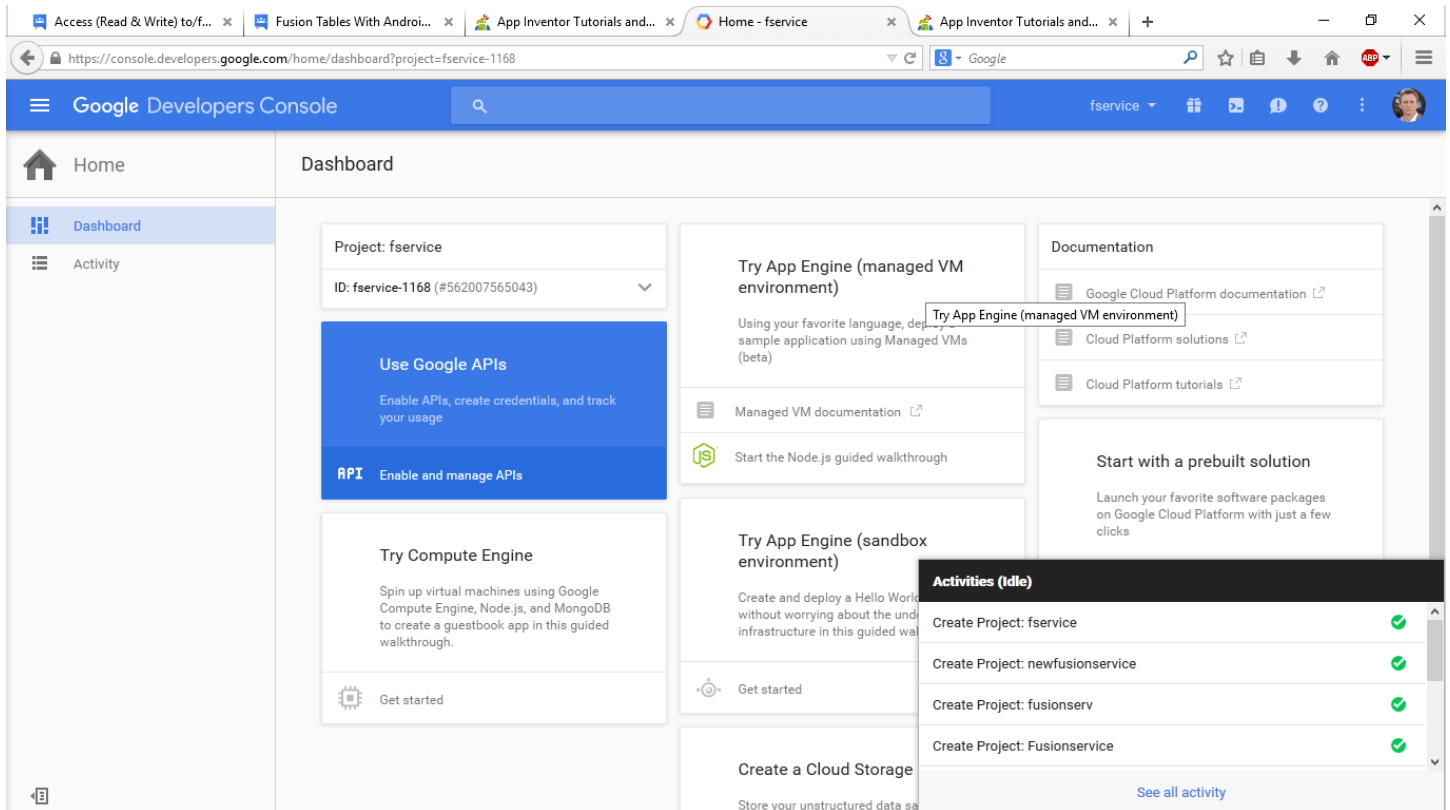 Access (Read & Write) to/f...
Fusion Tables With Androi...
App Inventor Tutorials and...
Home - fservice
App Inventor Tutorials and...
https://console.developers.google.com/home/dashboard?project=fservice-1168
Google
ABP
Google Developers Console
fservice
Home
Dashboard
Dashboard
Activity
Project: fservice
ID: fservice-1168 (#562007565043)
Use Google APIs
Enable APIs, create credentials, and track
your usage
API Enable and manage APIs
Try Compute Engine
Spin up virtual machines using Google
Compute Engine, Node.js, and MongoDB
to create a guestbook app in this guided
walkthrough.
Get started
Try App Engine (managed VM
environment)
Using your favorite language,
sample application using Managed VMs
(beta)
Managed VM documentation
Start the Node.js guided walkthrough
Try App Engine (managed VM environment)
Try App Engine (sandbox
environment)
Create and deploy a Hello World
without worrying about the
infrastructure in this guided
Get started
Create a Cloud Storage
Store your unstructured data
Documentation
Google Cloud Platform documentation
Cloud Platform solutions
Cloud Platform tutorials
Start with a prebuilt solution
Launch your favorite software packages
on Google Cloud Platform with just a few
clicks
Activities (Idle)
Create Project: fservice
Create Project: newfusionservice
Create Project: fusionserv
Create Project: Fusionservice
See all activity